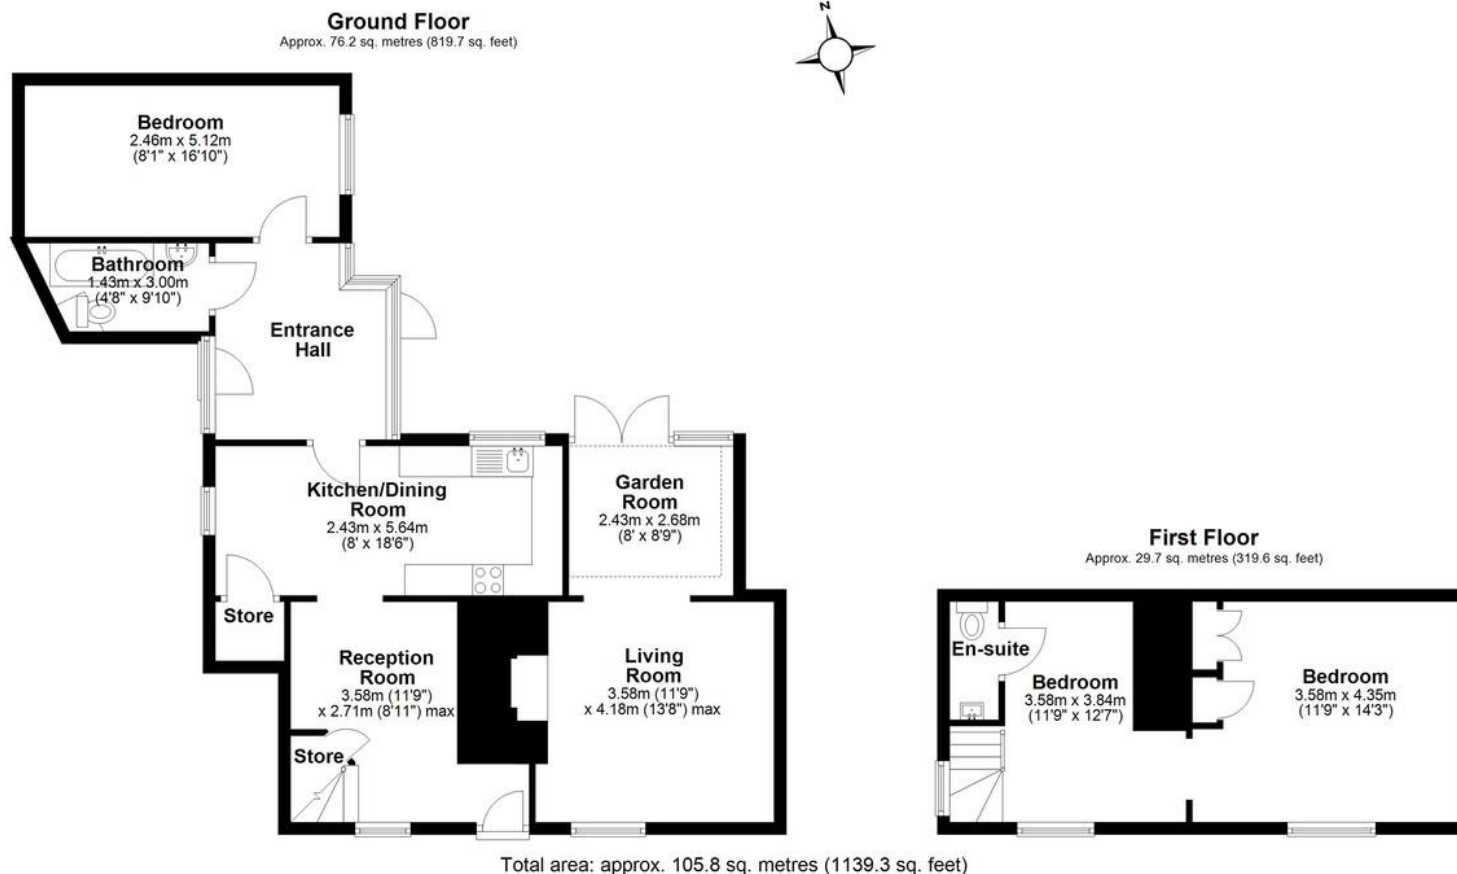 Ground Floor
Approx. 76.2 sq. metres (819.7 sq. feet)
N
Bedroom
2.46m x 5.12m
(8'1" x 16'10")
Bathroom
1.43m x 3.00m
(4'8" x 9'10")
Entrance
Hall
Kitchen/Dining
Room
2.43m x 5.64m
(8' x 18'6")
Garden
Room
2.43m x 2.68m
(8' x 8'9")
Store
Reception
Room
3.58m (11'9")
x 2.71m (8'11") max
Living
Room
3.58m (11'9")
x 4.18m (13'8") max
Store
First Floor
Approx. 29.7 sq. metres (319.6 sq. feet)
En-suite
Bedroom
3.58m x 3.84m
(11'9" x 12'7")
Bedroom
3.58m x 4.35m
(11'9" x 14'3")
Total area: approx. 105.8 sq. metres (1139.3 sq. feet)